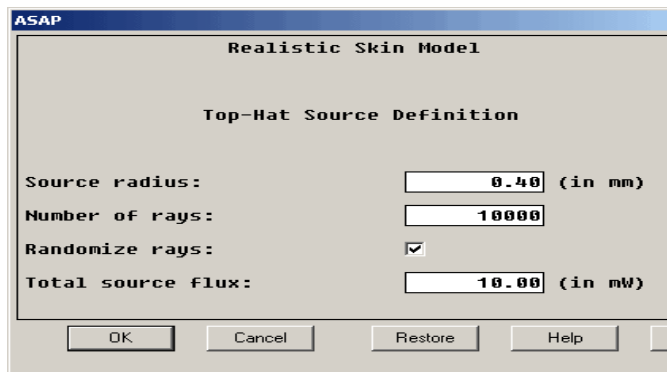 ASAP
Realistic Skin Model
Top-Hat Source Definition
Source radius: 0.40 (in mm)
Number of rays: 10000
Randomize rays:
Total source flux: 10.00 (in mW)
OK Cancel Restore Help